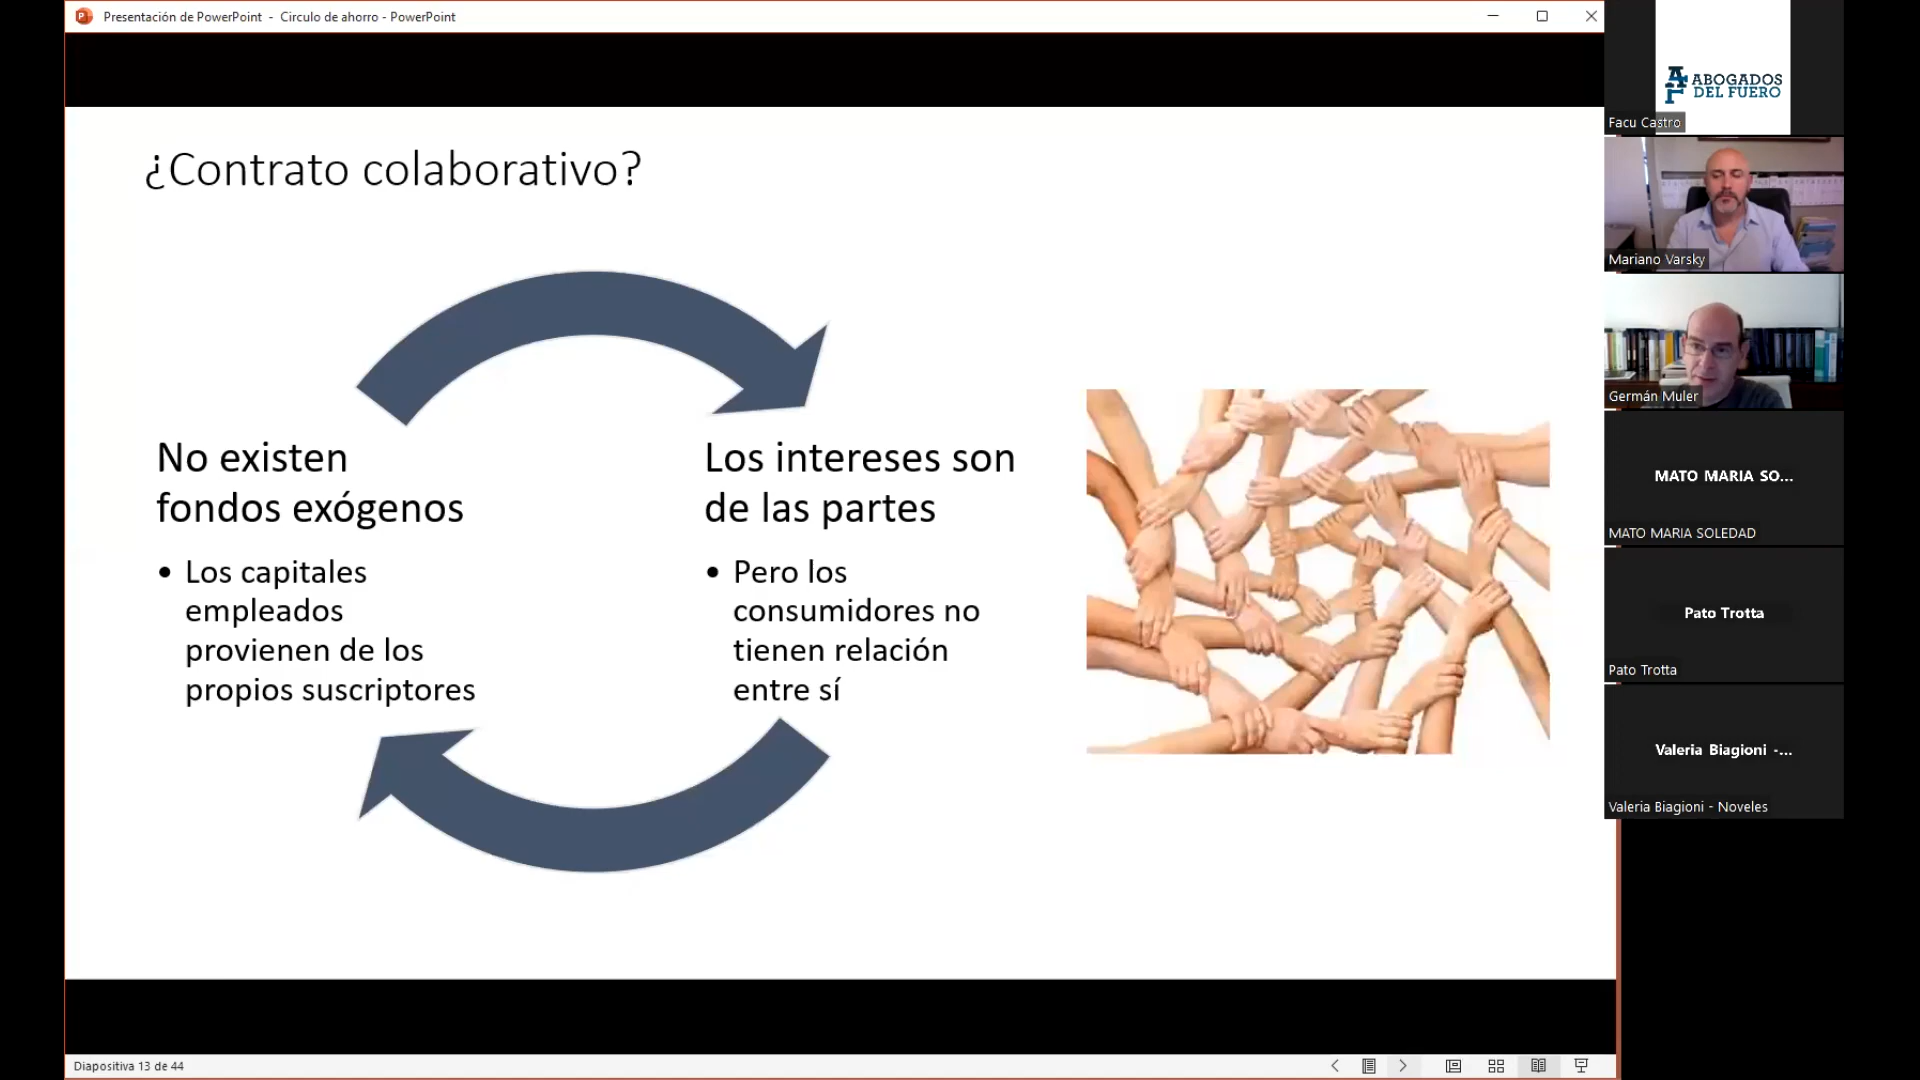 Presentación de PowerPoint - Circulo de ahorro - PowerPoint
¿Contrato colaborativo?
No existen
fondos exógenos
• Los capitales
empleados
provienen de los
propios suscriptores
Los intereses son
de las partes
• Pero los
consumidores no
tienen relación
entre sí
Diapositiva 13 de 44
AF ABOGADOS
DEL FUERO
Facu Castro
Mariano Varsky
Germán Muler
MATO MARIA SO...
MATO MARIA SOLEDAD
Pato Trotta
Pato Trotta
Valeria Biagioni -...
Valeria Biagioni - Noveles